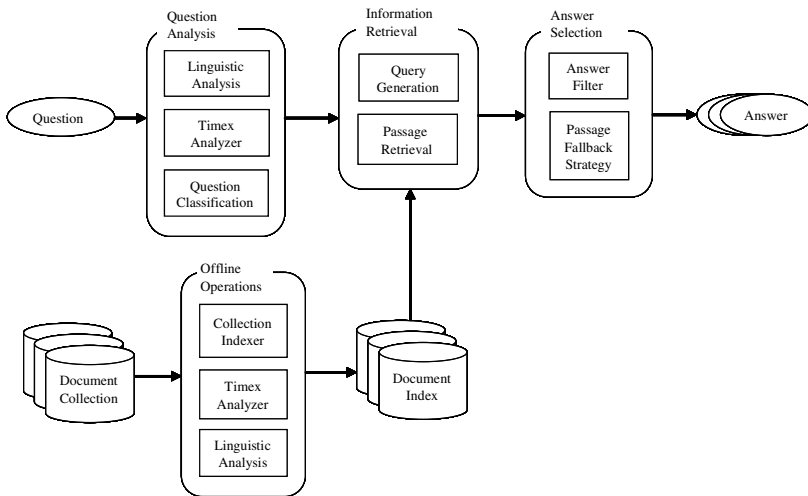 Question
Analysis
Linguistic
Analysis
Timex
Analyzer
Question
Classification
Information
Retrieval
Query
Generation
Passage
Retrieval
Answer
Selection
Answer
Filter
Passage
Fallback
Strategy
Question
Answer
Offline
Operations
Collection
Indexer
Timex
Analyzer
Linguistic
Analysis
Document
Collection
Document
Index